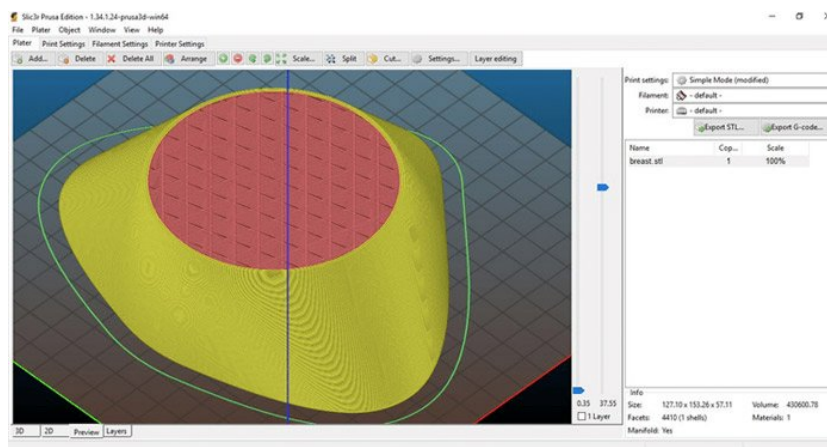 Slic3r Prusa Edition - 1.34.1.24-prusa3d-win64
File Plater Object Window View Help
Plater Print Settings Filament Settings Printer Settings
Add... Delete Delete All Arrange Scale... Split Cut... Settings... Layer editing
Print settings: Simple Mode (modified)
Filament: - default -
Printer: - default -
Export STL... Export G-code...
Name Cop... Scale
breast.stl 1 100%
Info
Size: 127.10 x 153.26 x 57.11 Volume: 430600.78
Facets: 4410 (1 shells) Materials: 1
Manifold: Yes
0.35 37.55
1 Layer
3D 2D Preview Layers